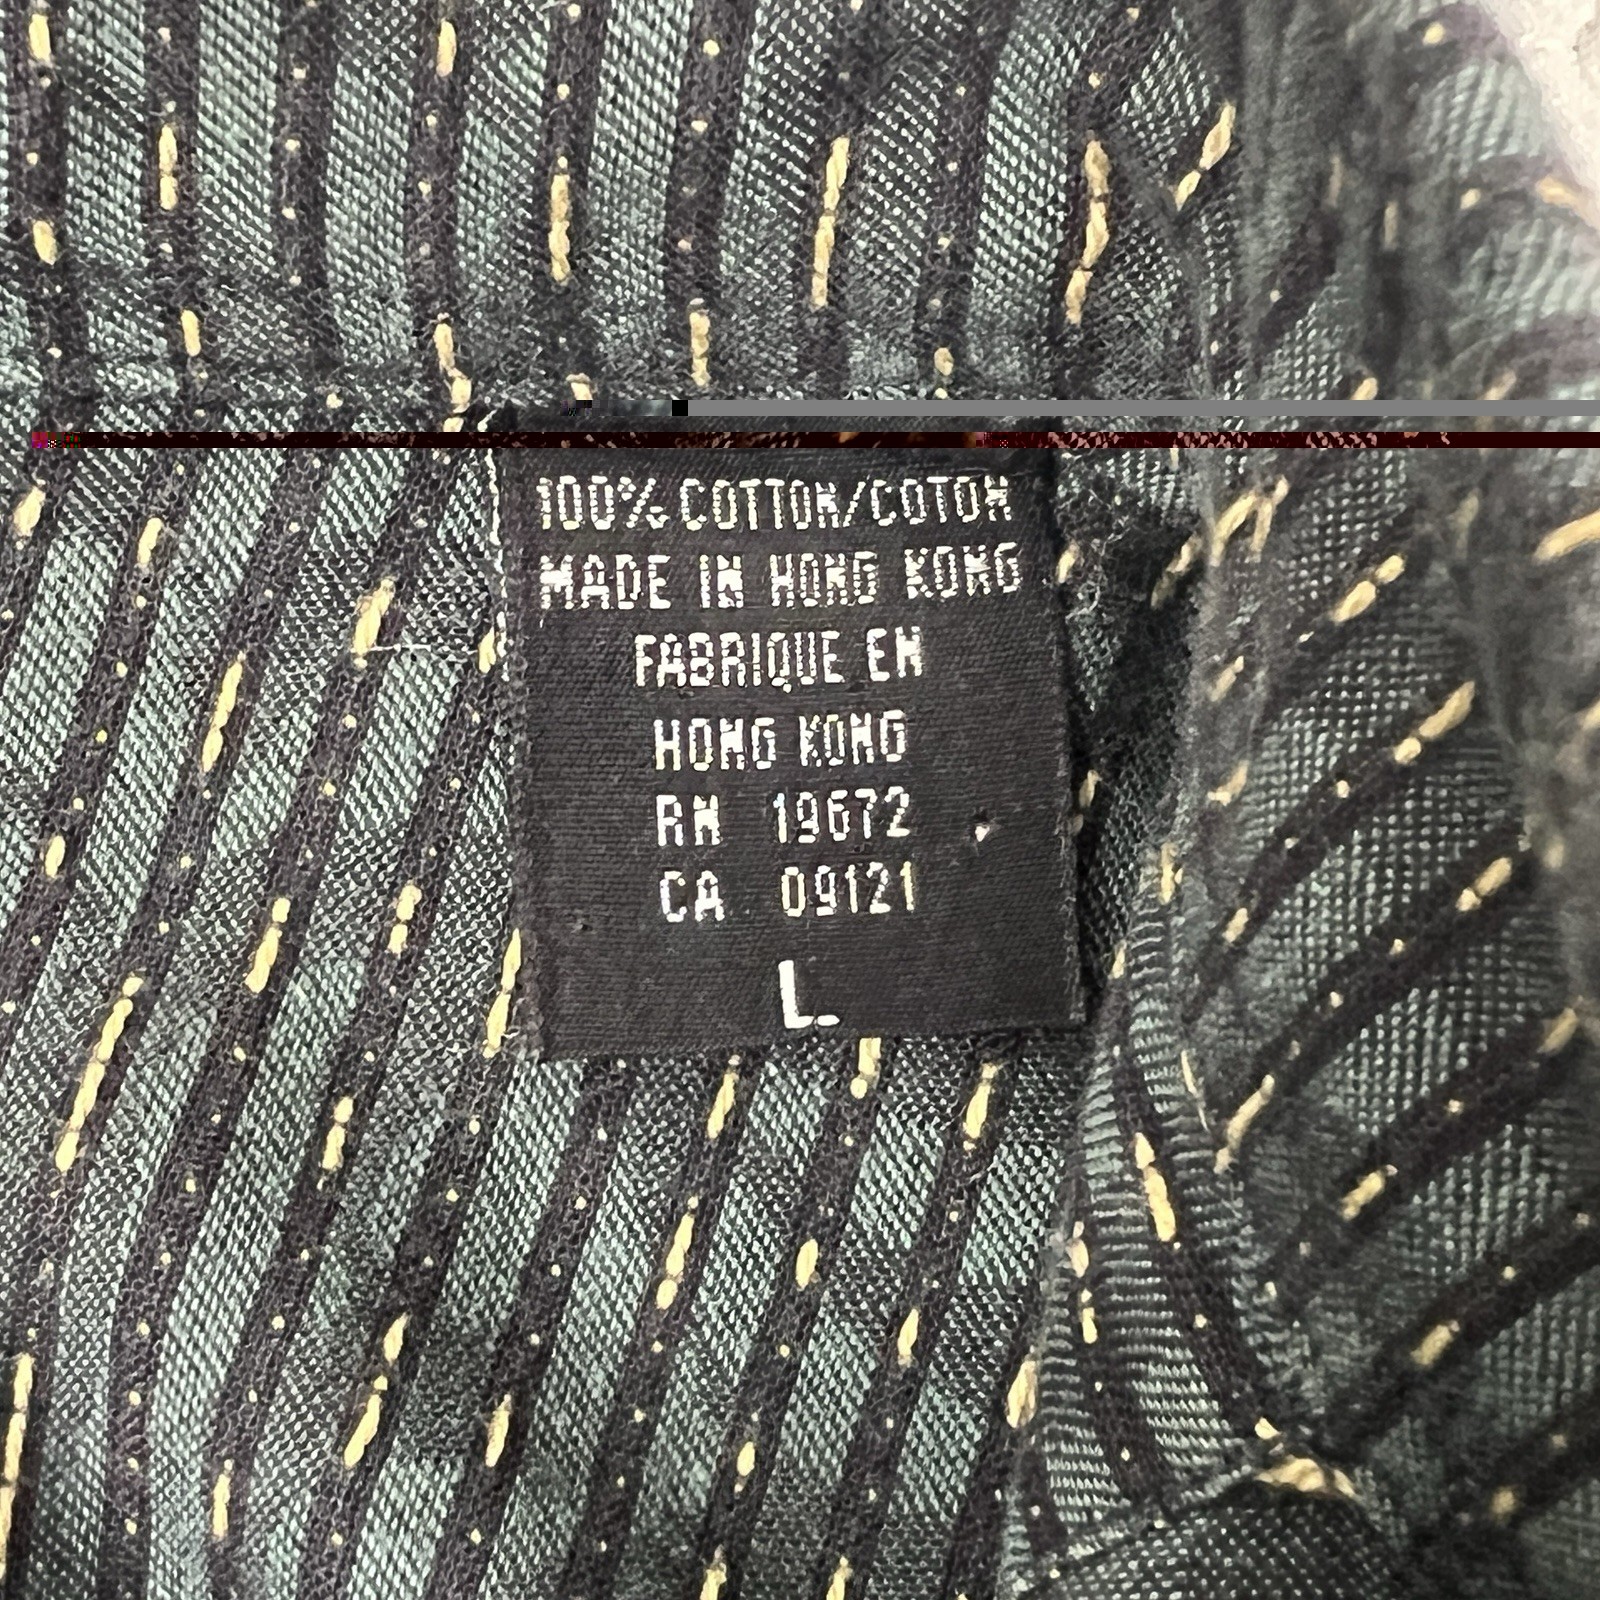 100% COTTON/COTON
MADE IN HONG KONG
FABRIQUE EN
HONG KONG
RN 19672
CA 09121
L